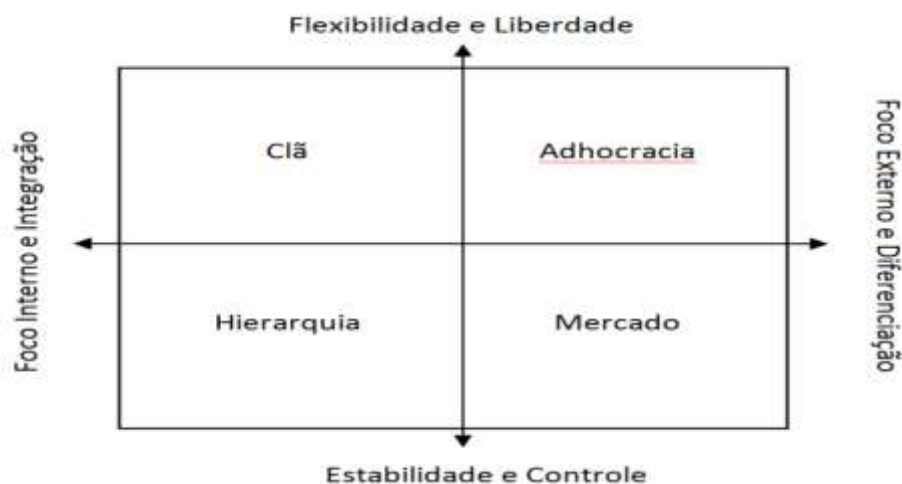 Flexibilidade e Liberdade
Foco Interno e Integração
Clã
Adhocracia
Foco Externo e Diferenciação
Hierarquia
Mercado
Estabilidade e Controle